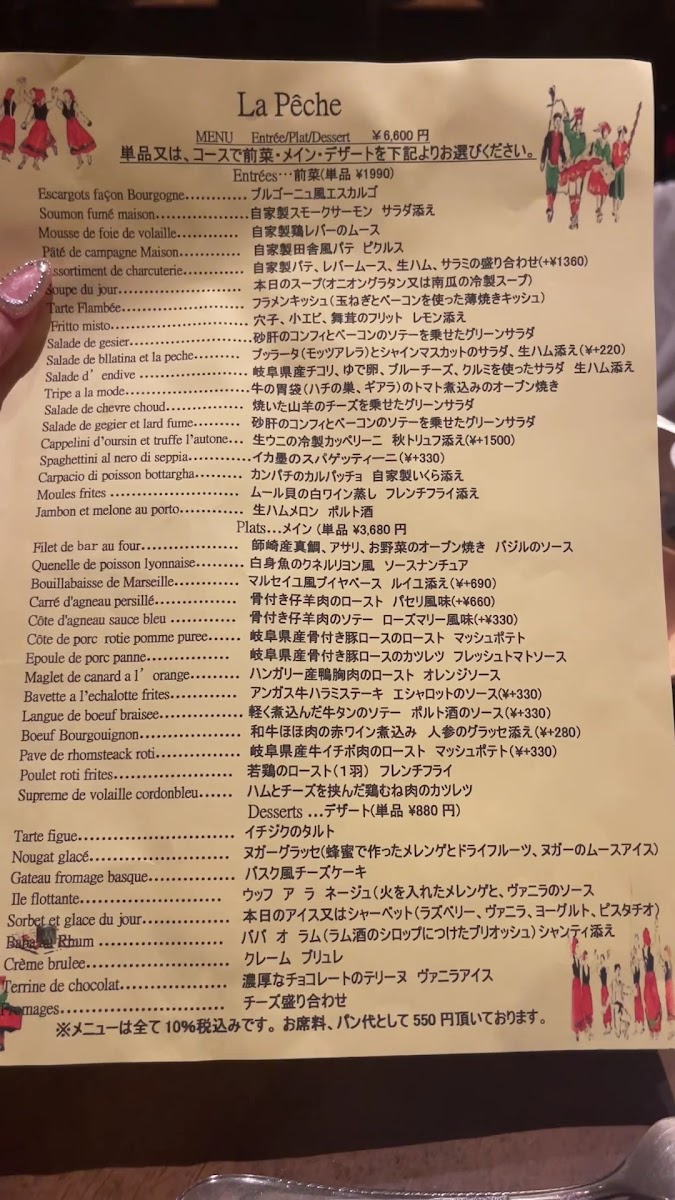 La Pêche
MENU Entrée/Plat/Dessert ￥6,600 円
単品又は、コースで前菜・メイン・デザートを下記よりお選びください。
Entrées…前菜(単品 ¥1990)
Escargots façon Bourgogne............ブルゴーニュ風エスカルゴ
Soumon fumé maison...............自家製スモークサーモン サラダ添え
Mousse de foie de volaille............自家製鶏レバーのムース
Pâté de campagne Maison............自家製田舎風パテ ピクルス
ssortiment de charcuterie............自家製パテ、レバームース、生ハム、サラミの盛り合わせ(+¥1360)
oupe du jour.....................本日のスープ(オニオングラタン又は南瓜の冷製スープ)
Tarte Flambée.....................フラメンキッシュ(玉ねぎとベーコンを使った薄焼きキッシュ)
Fritto misto........................穴子、小エビ、舞茸のフリット レモン添え
Salade de gesier.....................砂肝のコンフィとベーコンのソテーを乗せたグリーンサラダ
Salade de bllatina et la peche.........ブッラータ(モッツアレラ)とシャインマスカットのサラダ、生ハム添え(¥+220)
Salade d’ endive .....................岐阜県産チコリ、ゆで卵、ブルーチーズ、クルミを使ったサラダ 生ハム添え
Tripe a la mode.....................牛の胃袋(ハチの巣、ギアラ)のトマト煮込みのオーブン焼き
Salade de chevre choud...............焼いた山羊のチーズを乗せたグリーンサラダ
Salade de gegier et lard fume.........砂肝のコンフィとベーコンのソテーを乗せたグリーンサラダ
Cappelini d’oursin et truffe l’autone...生ウニの冷製カッペリーニ 秋トリュフ添え(¥+1500)
Spaghettini al nero di seppia............イカ墨のスパゲッティーニ(¥+330)
Carpacio di poisson bottargha.........カンパチのカルパッチョ 自家製いくら添え
Moules frites .....................ムール貝の白ワイン蒸し フレンチフライ添え
Jambon et melone au porto............生ハムメロン ポルト酒
Plats…メイン (単品 ¥3,680 円
Filet de bar au four..................師崎産真鯛、アサリ、お野菜のオーブン焼き バジルのソース
Quenelle de poisson lyonnaise.........白身魚のクネルリヨン風 ソースナンチュア
Bouillabaisse de Marseille............マルセイユ風ブイヤベース ルイユ添え(¥+690)
Carré d'agneau persillé...............骨付き仔羊肉のロースト パセリ風味(+¥660)
Côte d'agneau sauce bleu ............骨付き仔羊肉のソテー ローズマリー風味(+¥330)
Côte de porc rotie pomme puree......岐阜県産骨付き豚ロースのロースト マッシュポテト
Epoule de porc panne...............岐阜県産骨付き豚ロースのカツレツ フレッシュトマトソース
Maglet de canard a l’ orange.........ハンガリー産鴨胸肉のロースト オレンジソース
Bavette a l’echalotte frites............アンガス牛ハラミステーキ エシャロットのソース(¥+330)
Langue de boeuf braisee...............軽く煮込んだ牛タンのソテー ポルト酒のソース(¥+330)
Boeuf Bourgouignon..................和牛ほほ肉の赤ワイン煮込み 人参のグラッセ添え(¥+280)
Pave de rhomsteack roti...............岐阜県産牛イチボ肉のロースト マッシュポテト(¥+330)
Poulet roti frites.....................若鶏のロースト(1羽) フレンチフライ
Supreme de volaille cordonbleu......ハムとチーズを挟んだ鶏むね肉のカツレツ
Desserts …デザート(単品 ¥880 円)
Tarte figue........................イチジクのタルト
Nougat glacé.....................ヌガーグラッセ(蜂蜜で作ったメレンゲとドライフルーツ、ヌガーのムースアイス)
Gateau fromage basque...............バスク風チーズケーキ
Ile flottante........................ウッフ ア ラ ネージュ(火を入れたメレンゲと、ヴァニラのソース
Sorbet et glace du jour...............本日のアイス又はシャーベット(ラズベリー、ヴァニラ、ヨーグルト、ピスタチオ)
Baba au Rhum ..................ババ オ ラム(ラム酒のシロップにつけたブリオッシュ)シャンティ添え
Crème brulee.....................クレーム ブリュレ
Terrine de chocolat..................濃厚なチョコレートのテリーヌ ヴァニラアイス
Fromages........................チーズ盛り合わせ
※メニューは全て10%税込みです。お席料、パン代として 550 円頂いております。